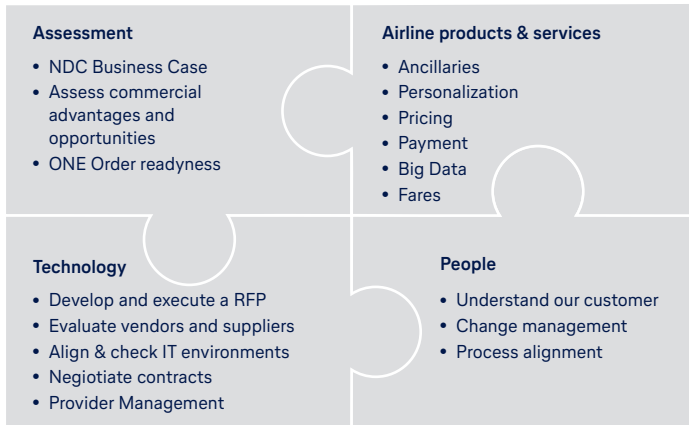 Assessment
• NDC Business Case
• Assess commercial
advantages and
opportunities
• ONE Order readyness
Airline products & services
• Ancillaries
• Personalization
• Pricing
• Payment
• Big Data
• Fares
Technology
• Develop and execute a RFP
• Evaluate vendors and suppliers
• Align & check IT environments
• Negiotiate contracts
• Provider Management
People
• Understand our customer
• Change management
• Process alignment